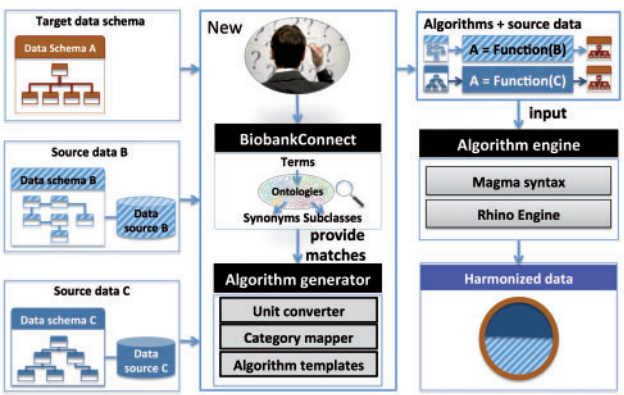 Target data schema
Data Schema A
Source data B
Data schema B
Data
source B
Source data C
Data schema C
Data
source C
New
BiobankConnect
Terms
Ontologies
Synonyms Subclasses
provide
matches
Algorithm generator
Unit converter
Category mapper
Algorithm templates
Algorithms + source data
A = Function(B)
A = Function(C)
input
Algorithm engine
Magma syntax
Rhino Engine
Harmonized data